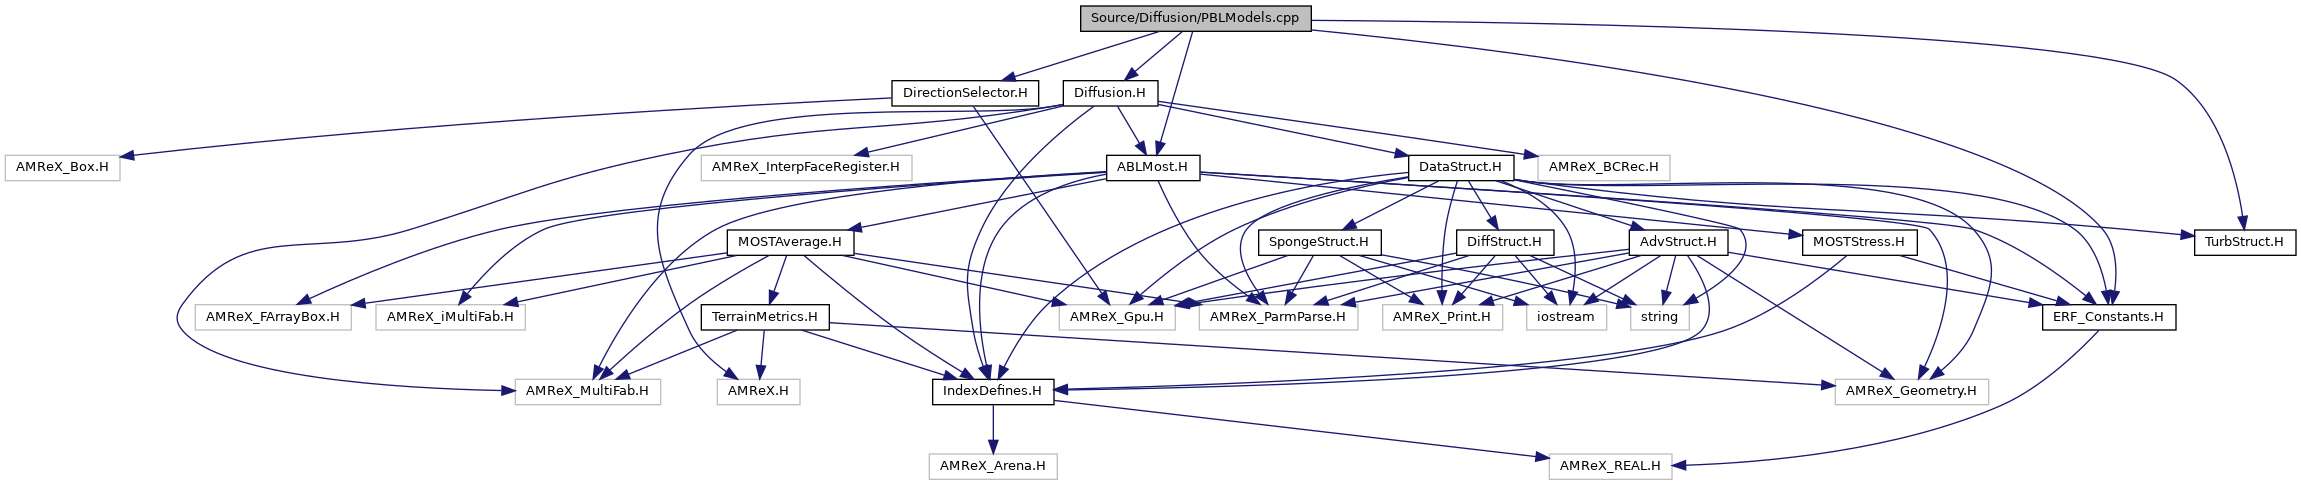 Source/Diffusion/PBLModels.cpp
DirectionSelector.H
Diffusion.H
AMReX_Box.H
AMReX_InterpFaceRegister.H
ABLMost.H
DataStruct.H
AMReX_BCRec.H
MOSTAverage.H
SpongeStruct.H
DiffStruct.H
AdvStruct.H
MOSTStress.H
TurbStruct.H
AMReX_FArrayBox.H
AMReX_iMultiFab.H
TerrainMetrics.H
AMReX_Gpu.H
AMReX_ParmParse.H
AMReX_Print.H
iostream
string
ERF_Constants.H
AMReX_MultiFab.H
AMReX.H
IndexDefines.H
AMReX_Geometry.H
AMReX_Arena.H
AMReX_REAL.H